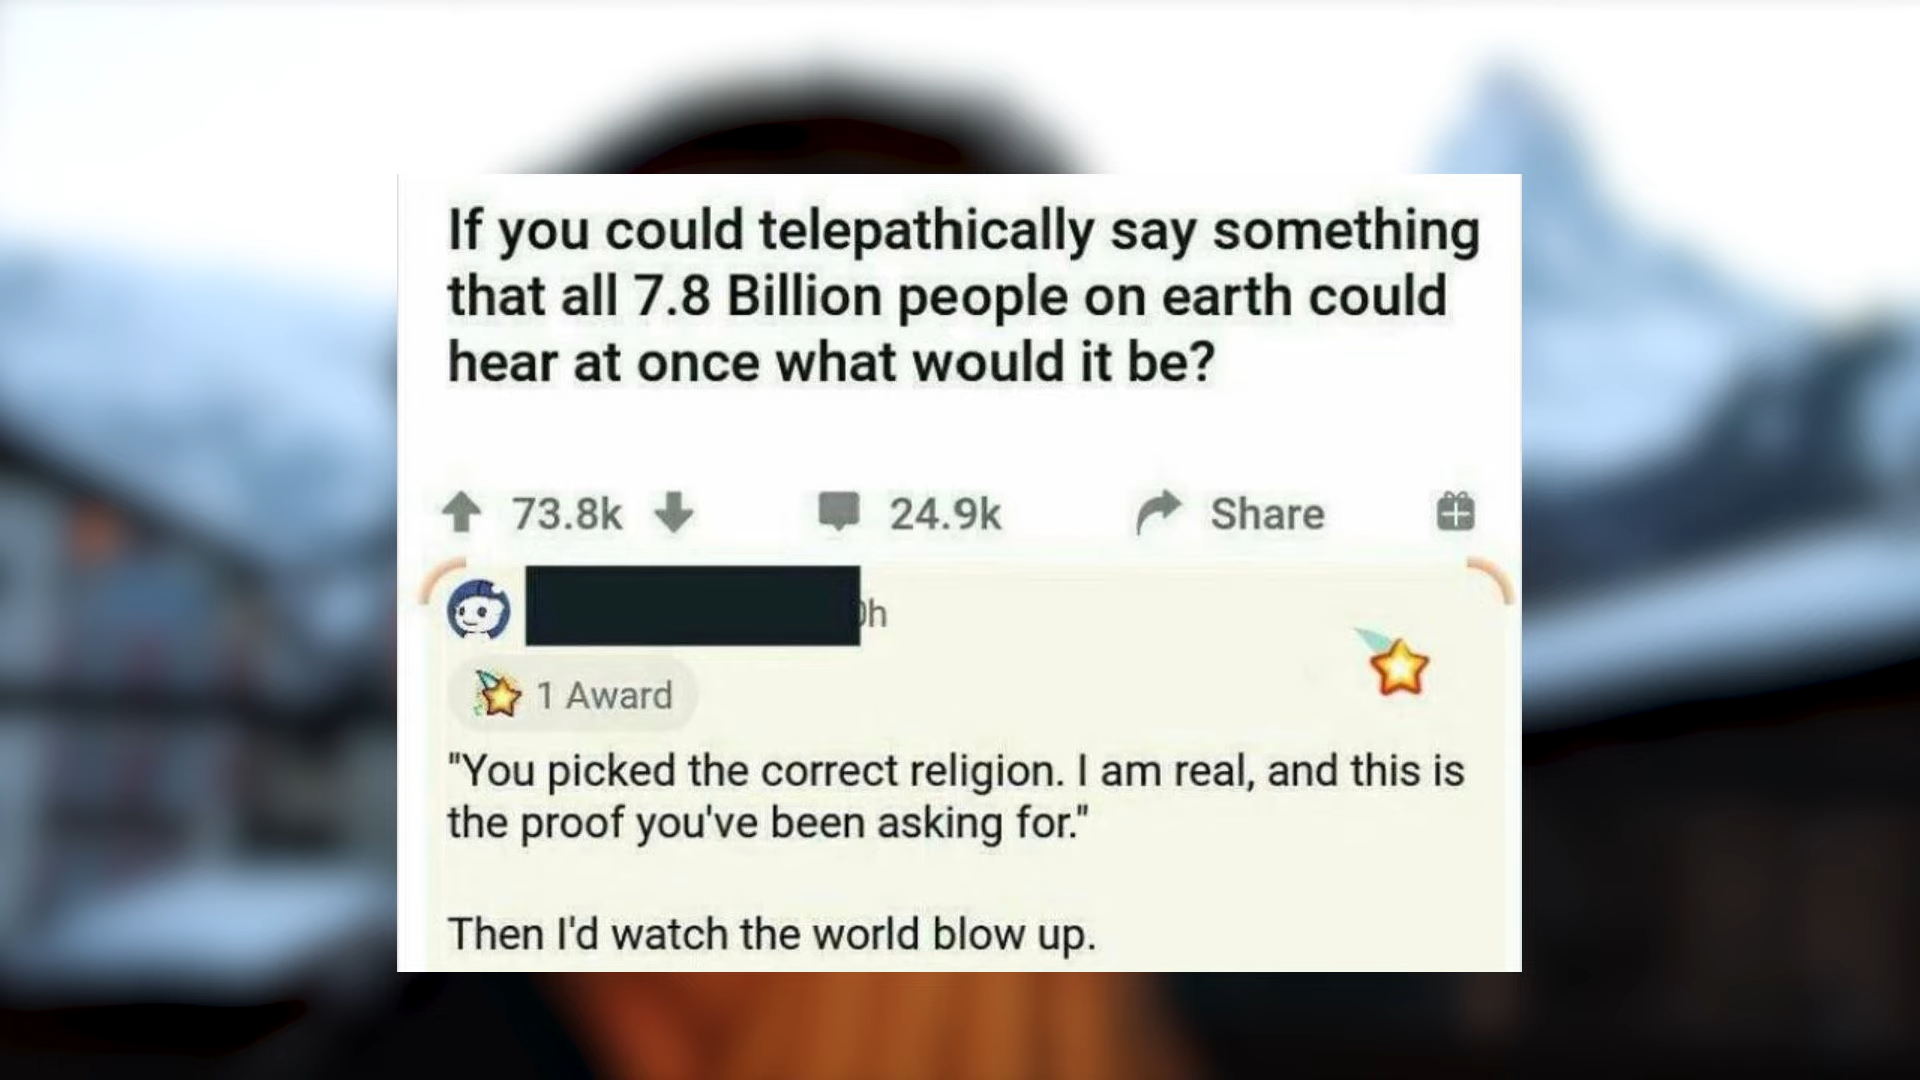 If you could telepathically say something
that all 7.8 Billion people on earth could
hear at once what would it be?
73.8k 24.9k Share
h
1 Award
"You picked the correct religion. I am real, and this is
the proof you've been asking for."
Then I'd watch the world blow up.